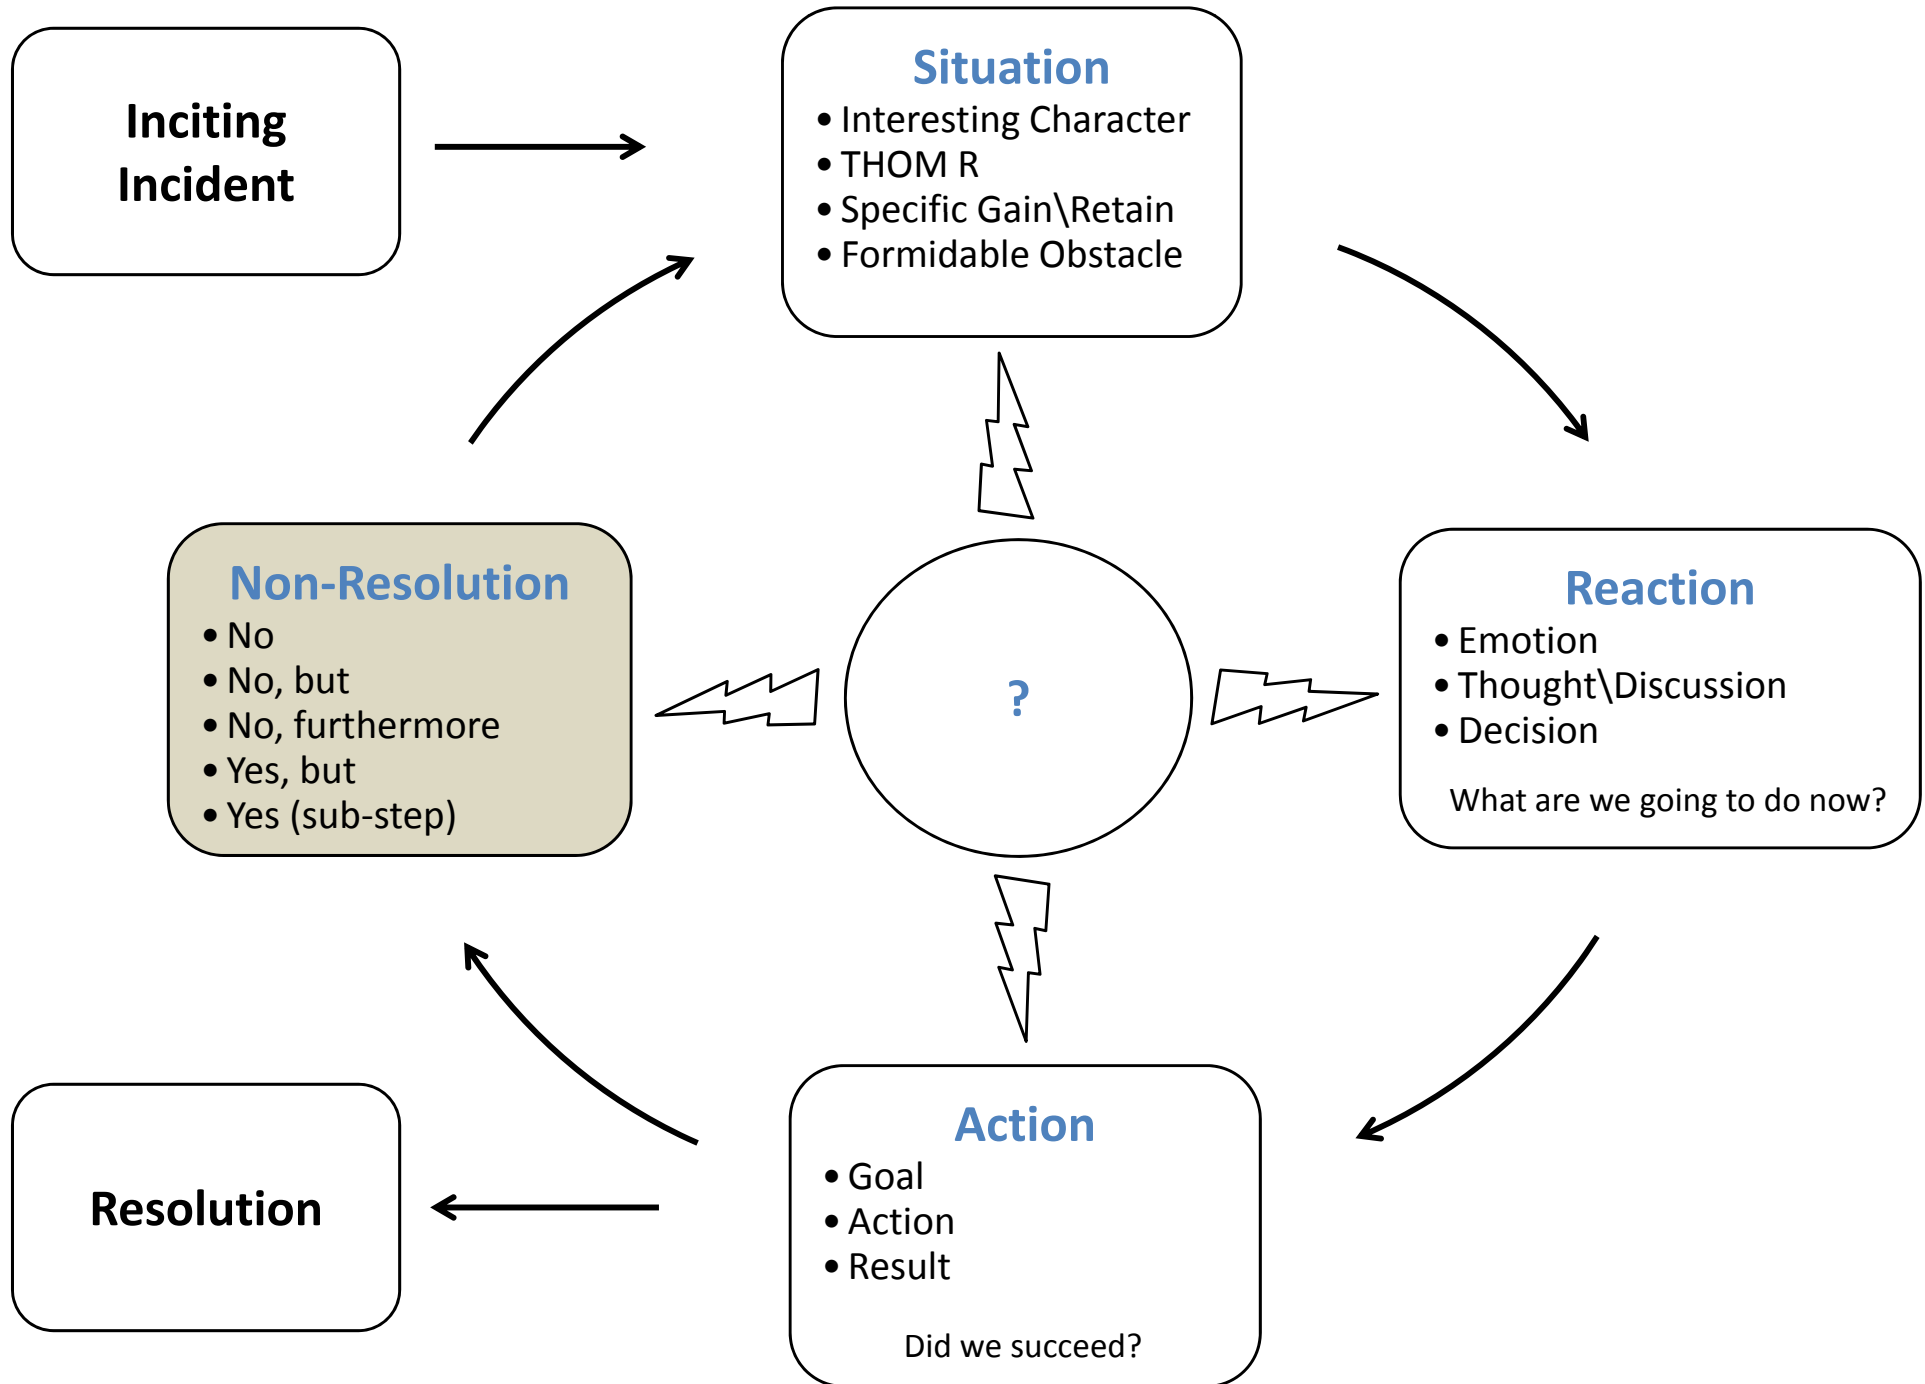 Inciting
Incident
Situation
• Interesting Character
• THOM R
• Specific Gain\Retain
• Formidable Obstacle
Non-Resolution
• No
• No, but
• No, furthermore
• Yes, but
• Yes (sub-step)
?
Reaction
• Emotion
• Thought\Discussion
• Decision
What are we going to do now?
Resolution
Action
• Goal
• Action
• Result
Did we succeed?